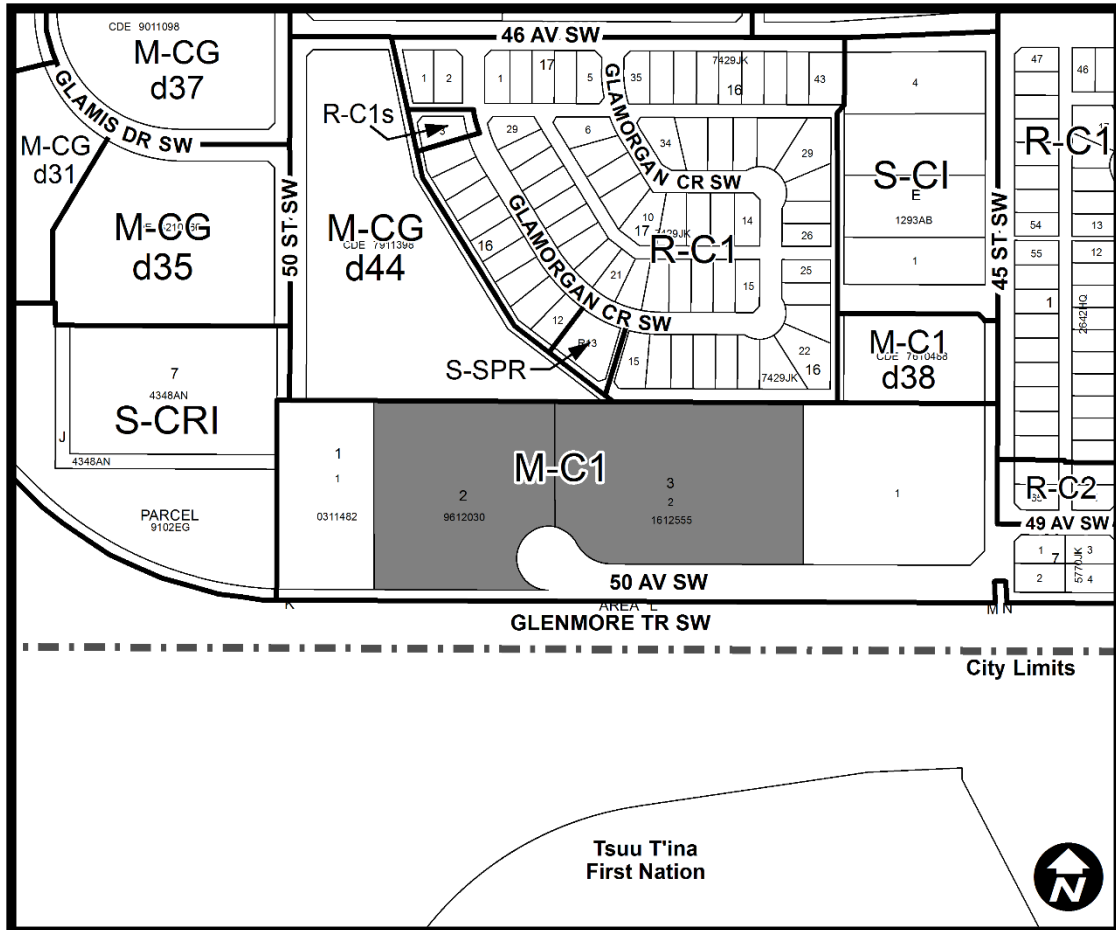 CDE 9011098
M-CG
d37
GLAMIS DR SW
M-CG
d31
M-CG
d35
50 ST SW
R-C1s
M-CG
CDE 7911398
d44
46 AV SW
1
2
1
17
5
35
7429JK
16
43
3
29
6
34
29
GLAMORGAN
CR SW
GLAMORGAN CR SW
16
10
17
7429JK
14
R-C1
26
25
21
15
12
R13
S-SPR
15
22
16
7429JK
4
S-CI
E
1293AB
1
45 ST SW
M-C1
d38
47
46
17
R-C1
54
13
55
12
1
2642HQ
R-C2
49 AV SW
1
3
7
2
4
5770JK
7
4348AN
S-CRI
J
4348AN
PARCEL
9102EG
1
1
0311482
M-C1
2
9612030
3
2
1612555
1
50 AV SW
K
AREA L
M N
GLENMORE TR SW
City Limits
Tsuu T'ina
First Nation
N